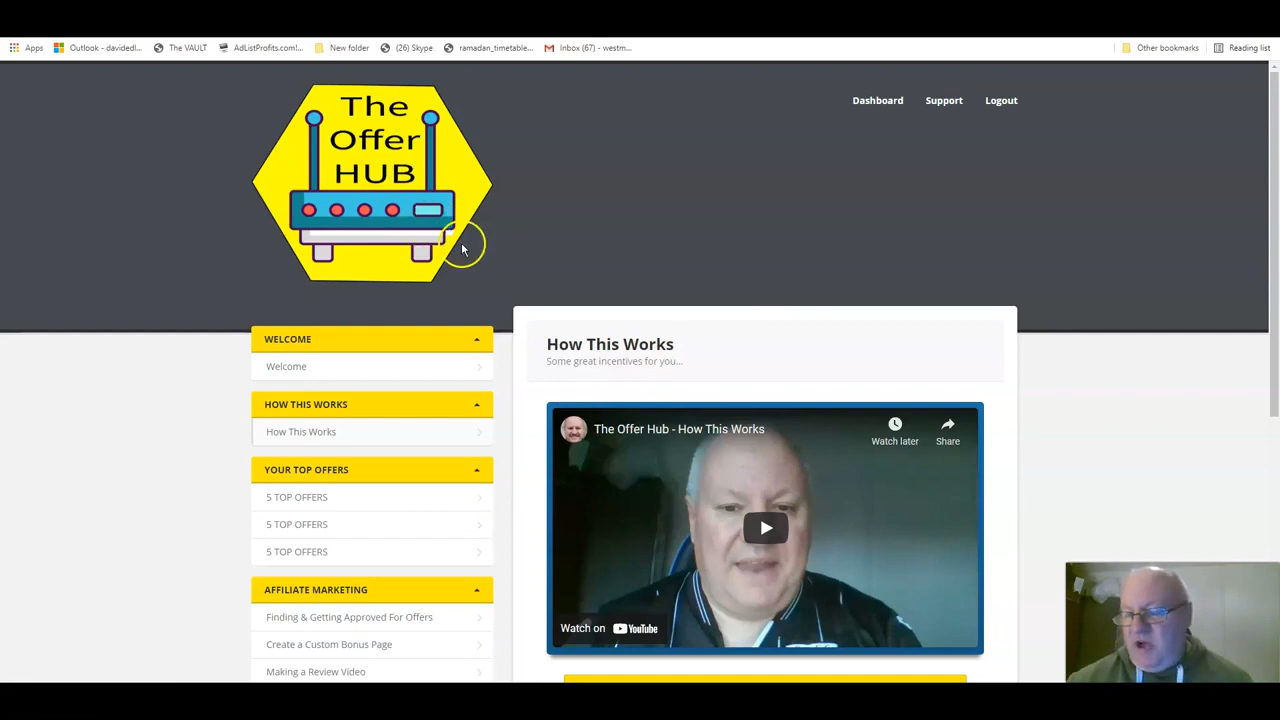 Apps
Outlook - davidedl...
The VAULT
AdListProfits.com!...
New folder
(26) Skype
ramadan_timetable...
Inbox (67) - westm...
Other bookmarks
Reading list
The
Offer
HUB
Dashboard
Support
Logout
WELCOME
Welcome
HOW THIS WORKS
How This Works
YOUR TOP OFFERS
5 TOP OFFERS
5 TOP OFFERS
5 TOP OFFERS
AFFILIATE MARKETING
Finding & Getting Approved For Offers
Create a Custom Bonus Page
Making a Review Video
How This Works
Some great incentives for you...
The Offer Hub - How This Works
Watch later
Share
Watch on YouTube